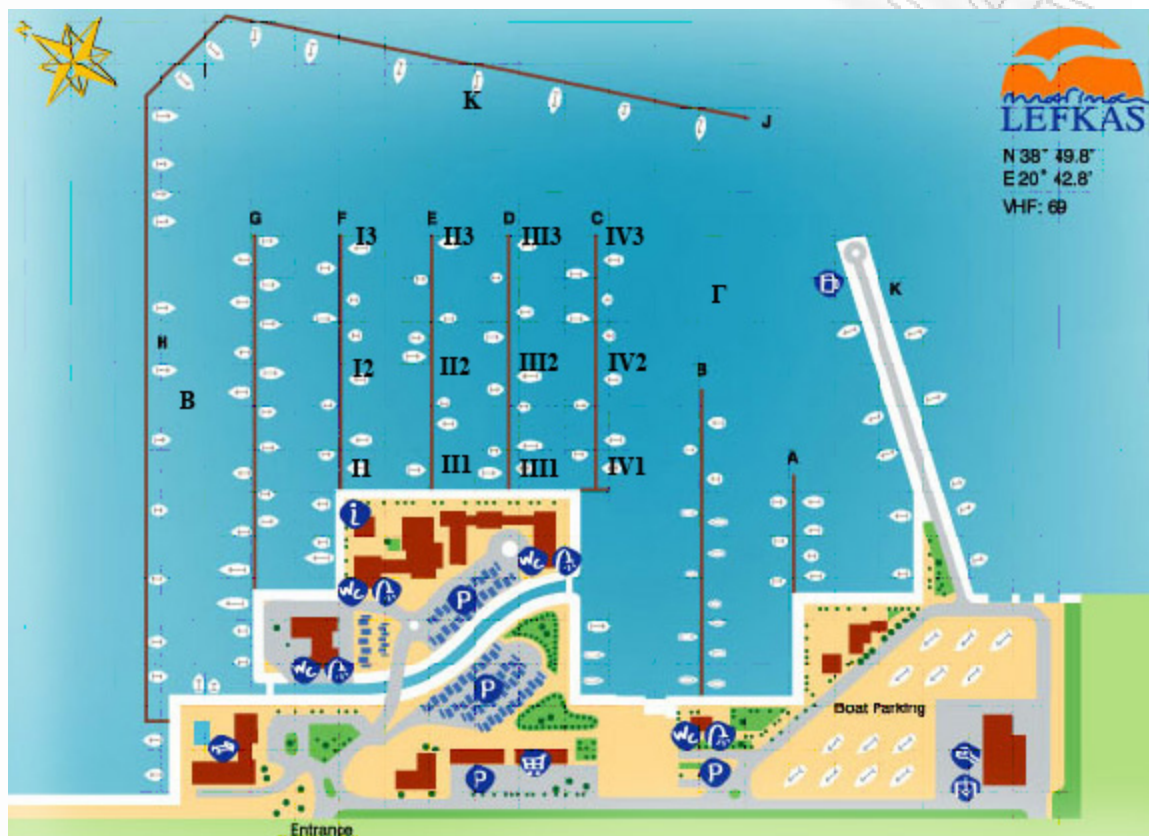 N
marina
LEFKAS
N 38° 49.8'
E 20° 42.8'
VHF: 69
K
J
G F E D C
I3 II3 III3 IV3
Γ
K
H
I2 II2 III2 IV2
B
B
A
I1 II1 III1 IV1
i
WC
WC
P
WC
P
WC
Boat Parking
P
P
Entrance